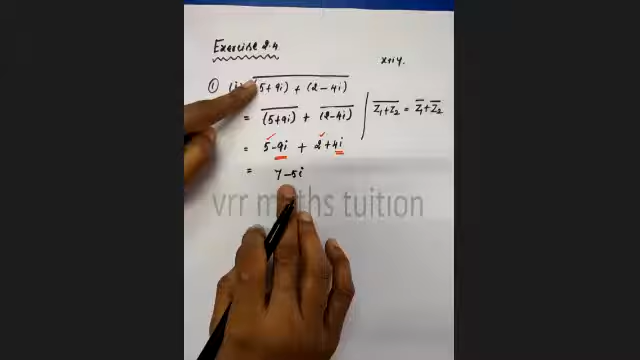 Exercise 2.4
x+iy.
① (i) (5+9i) + (2-4i)
= (5+9i) + (2-4i) | z₁+z₂ = z₁+z₂
= 5-9i + 2+4i
= 7-5i
vrr maths tuition